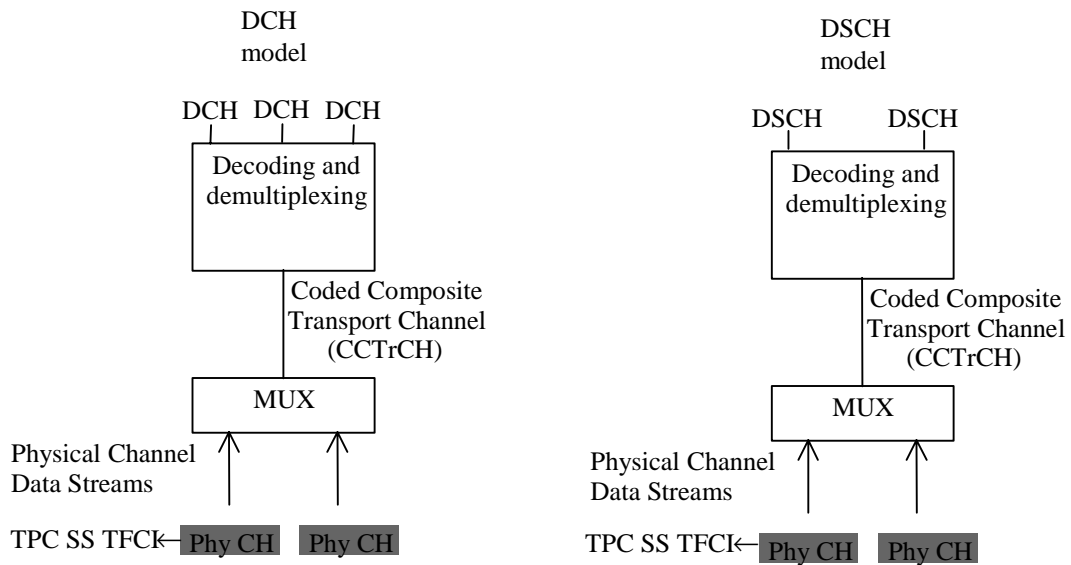 DCH
model
DCH DCH DCH
Decoding and
demultiplexing
Coded Composite
Transport Channel
(CCTrCH)
MUX
Physical Channel
Data Streams
TPC SS TFCI Phy CH Phy CH
DSCH
model
DSCH DSCH
Decoding and
demultiplexing
Coded Composite
Transport Channel
(CCTrCH)
MUX
Physical Channel
Data Streams
TPC SS TFCI Phy CH Phy CH